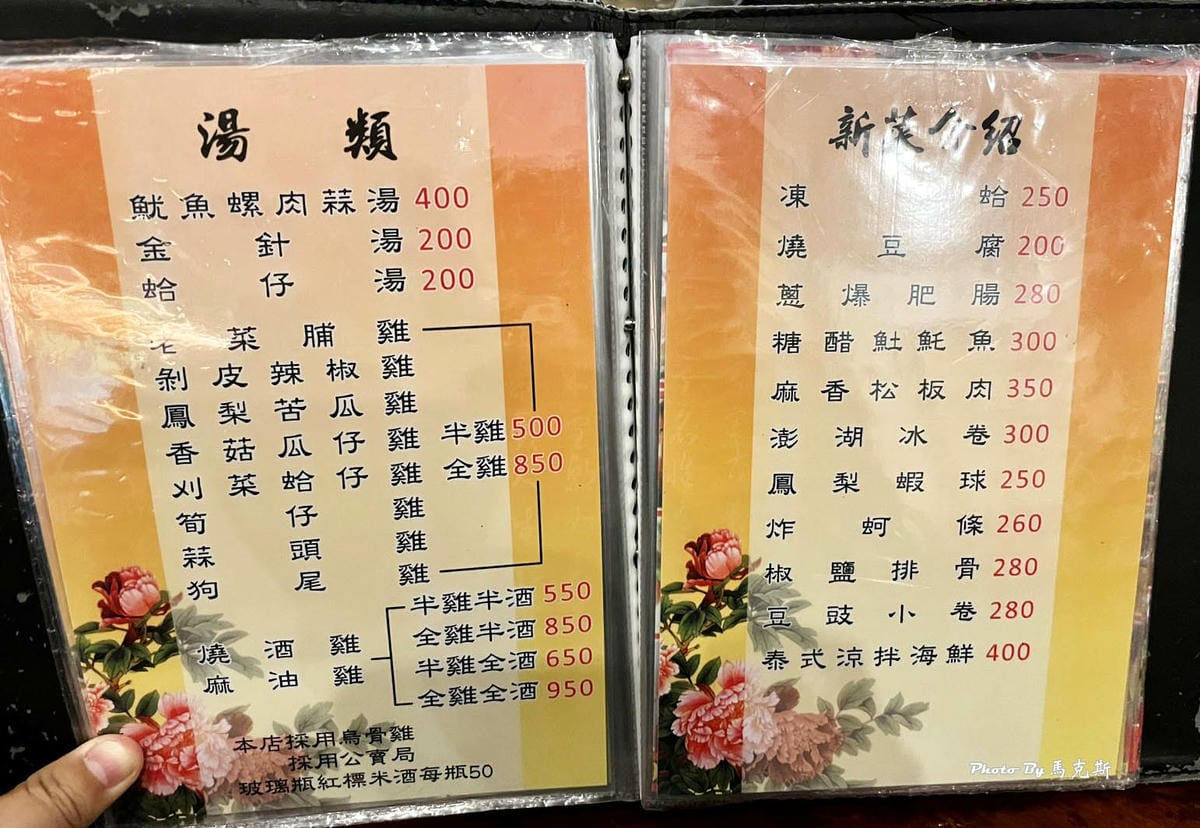 湯類
魷魚螺肉蒜湯 400
金針湯 200
蛤仔湯 200
老菜脯雞
剝皮辣椒雞
鳳梨苦瓜雞
香菇瓜仔雞
刈菜蛤仔雞
筍仔雞
蒜頭雞
狗尾雞
半雞 500
全雞 850
燒酒雞
麻油雞
半雞半酒 550
全雞半酒 850
半雞全酒 650
全雞全酒 950
本店採用烏骨雞
採用公賣局
玻璃瓶紅標米酒每瓶50
新菜介紹
凍蛤 250
燒豆腐 200
蔥爆肥腸 280
糖醋魠魚 300
麻香松板肉 350
澎湖冰卷 300
鳳梨蝦球 250
炸蚵條 260
椒鹽排骨 280
豆豉小卷 280
泰式涼拌海鮮 400
Photo By 馬克斯